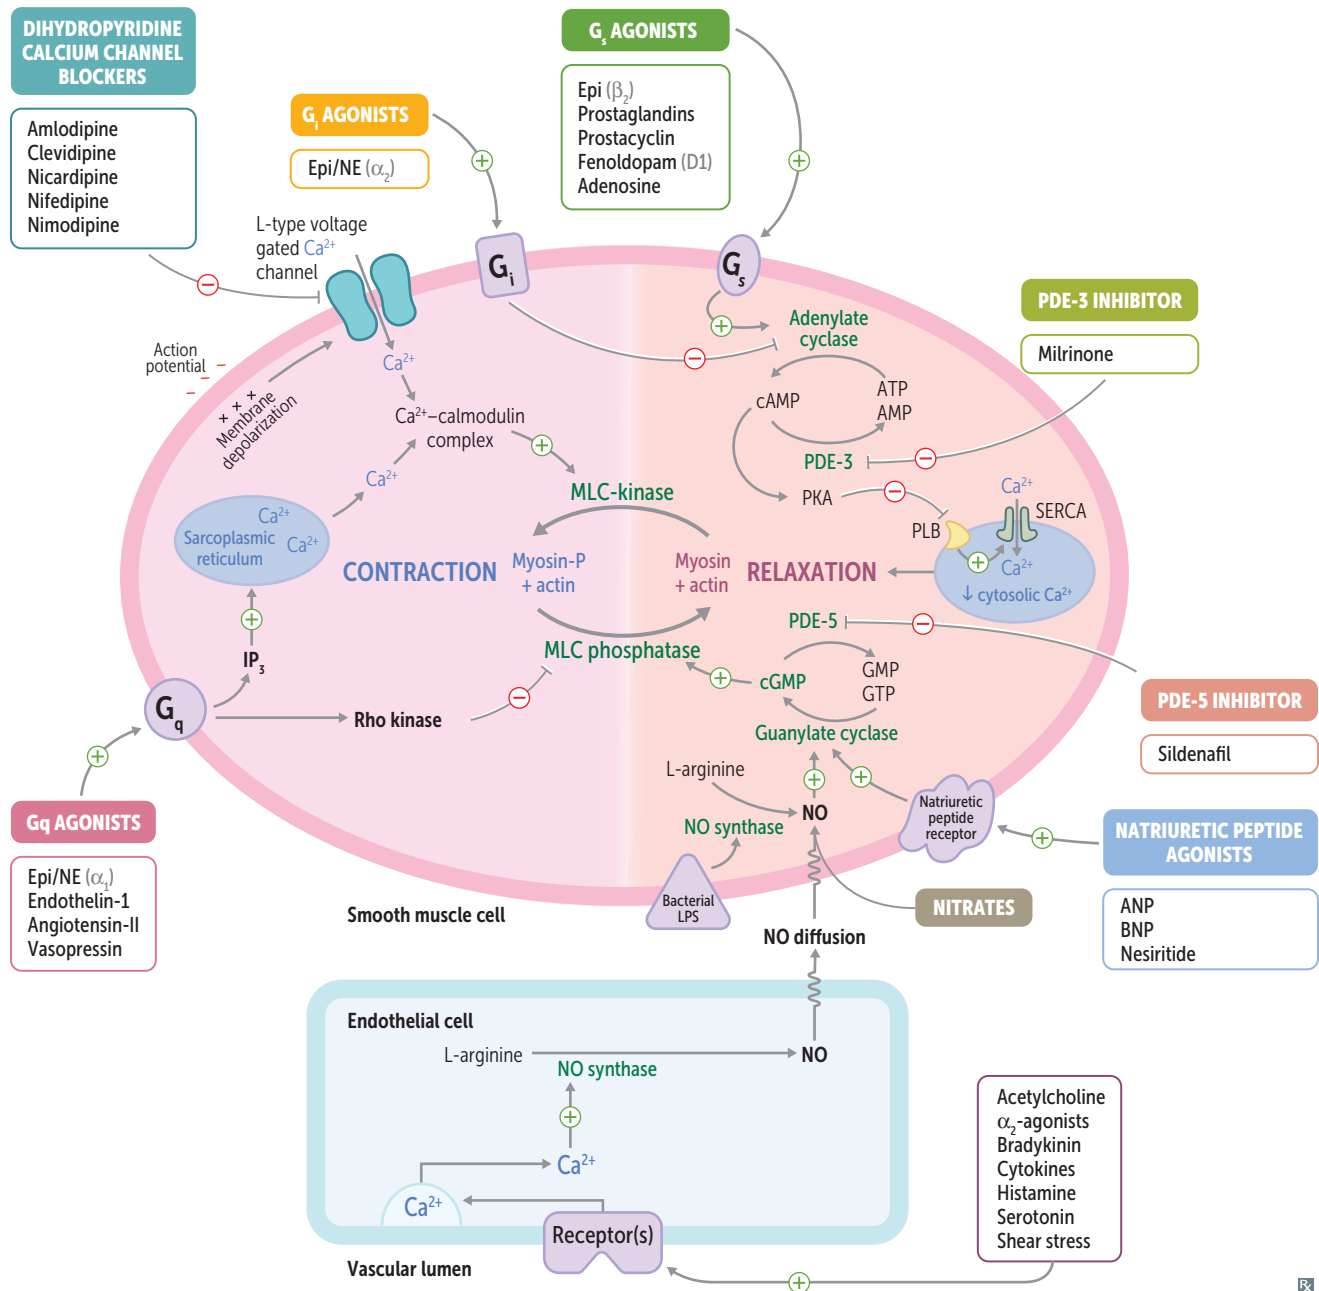 DIHYDROPYRIDINE
CALCIUM CHANNEL
BLOCKERS
Amlodipine
Clevidipine
Nicardipine
Nifedipine
Nimodipine
Gi AGONISTS
Epi/NE (α2)
Gs AGONISTS
Epi (β2)
Prostaglandins
Prostacyclin
Fenoldopam (D1)
Adenosine
L-type voltage
gated Ca2+
channel
−
+
+
Gi
Gs
PDE-3 INHIBITOR
Milrinone
Action
potential
− − −
+ + +
Membrane
depolarization
Ca2+
+
Adenylate
cyclase
−
cAMP
ATP
AMP
Ca2+–calmodulin
complex
+
PDE-3
−
Ca2+
MLC-kinase
PKA
−
Ca2+
SERCA
PLB
+
Ca2+
↓ cytosolic Ca2+
Ca2+
Sarcoplasmic
reticulum
Ca2+
CONTRACTION
Myosin-P
+ actin
Myosin
+ actin
RELAXATION
PDE-5
−
MLC phosphatase
+
IP3
−
+
cGMP
GMP
GTP
Gq
Rho kinase
Guanylate cyclase
PDE-5 INHIBITOR
Sildenafil
+
L-arginine
+
+
NO
NO synthase
Natriuretic
peptide
receptor
+
NATRIURETIC PEPTIDE
AGONISTS
ANP
BNP
Nesiritide
Gq AGONISTS
Epi/NE (α1)
Endothelin-1
Angiotensin-II
Vasopressin
Smooth muscle cell
Bacterial
LPS
NITRATES
NO diffusion
Endothelial cell
L-arginine
NO
NO synthase
+
Ca2+
Ca2+
Receptor(s)
Vascular lumen
+
Acetylcholine
α2-agonists
Bradykinin
Cytokines
Histamine
Serotonin
Shear stress
Rx